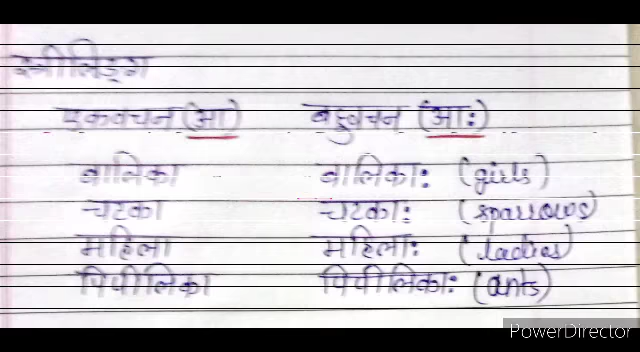 स्त्रीलिङ्ग
एकवचन (आ) बहुवचन (आः)
बालिका बालिकाः (girls)
चटका चटकाः (sparrows)
महिला महिलाः (ladies)
पिपीलिका पिपीलिकाः (ants)
PowerDirector